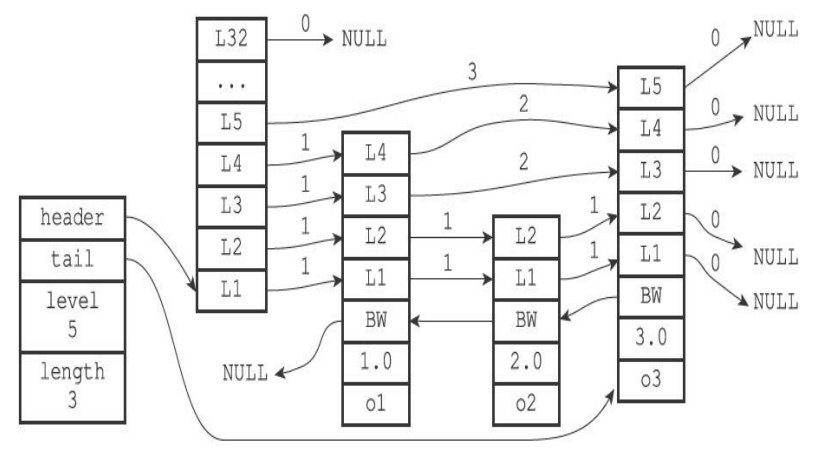 header
tail
level
5
length
3
L32
...
L5
L4
L3
L2
L1
0
NULL
3
1
1
1
1
L4
L3
L2
L1
BW
1.0
o1
NULL
2
2
1
1
L2
L1
BW
2.0
o2
1
1
L5
L4
L3
L2
L1
BW
3.0
o3
0
NULL
0
NULL
0
NULL
0
NULL
0
NULL